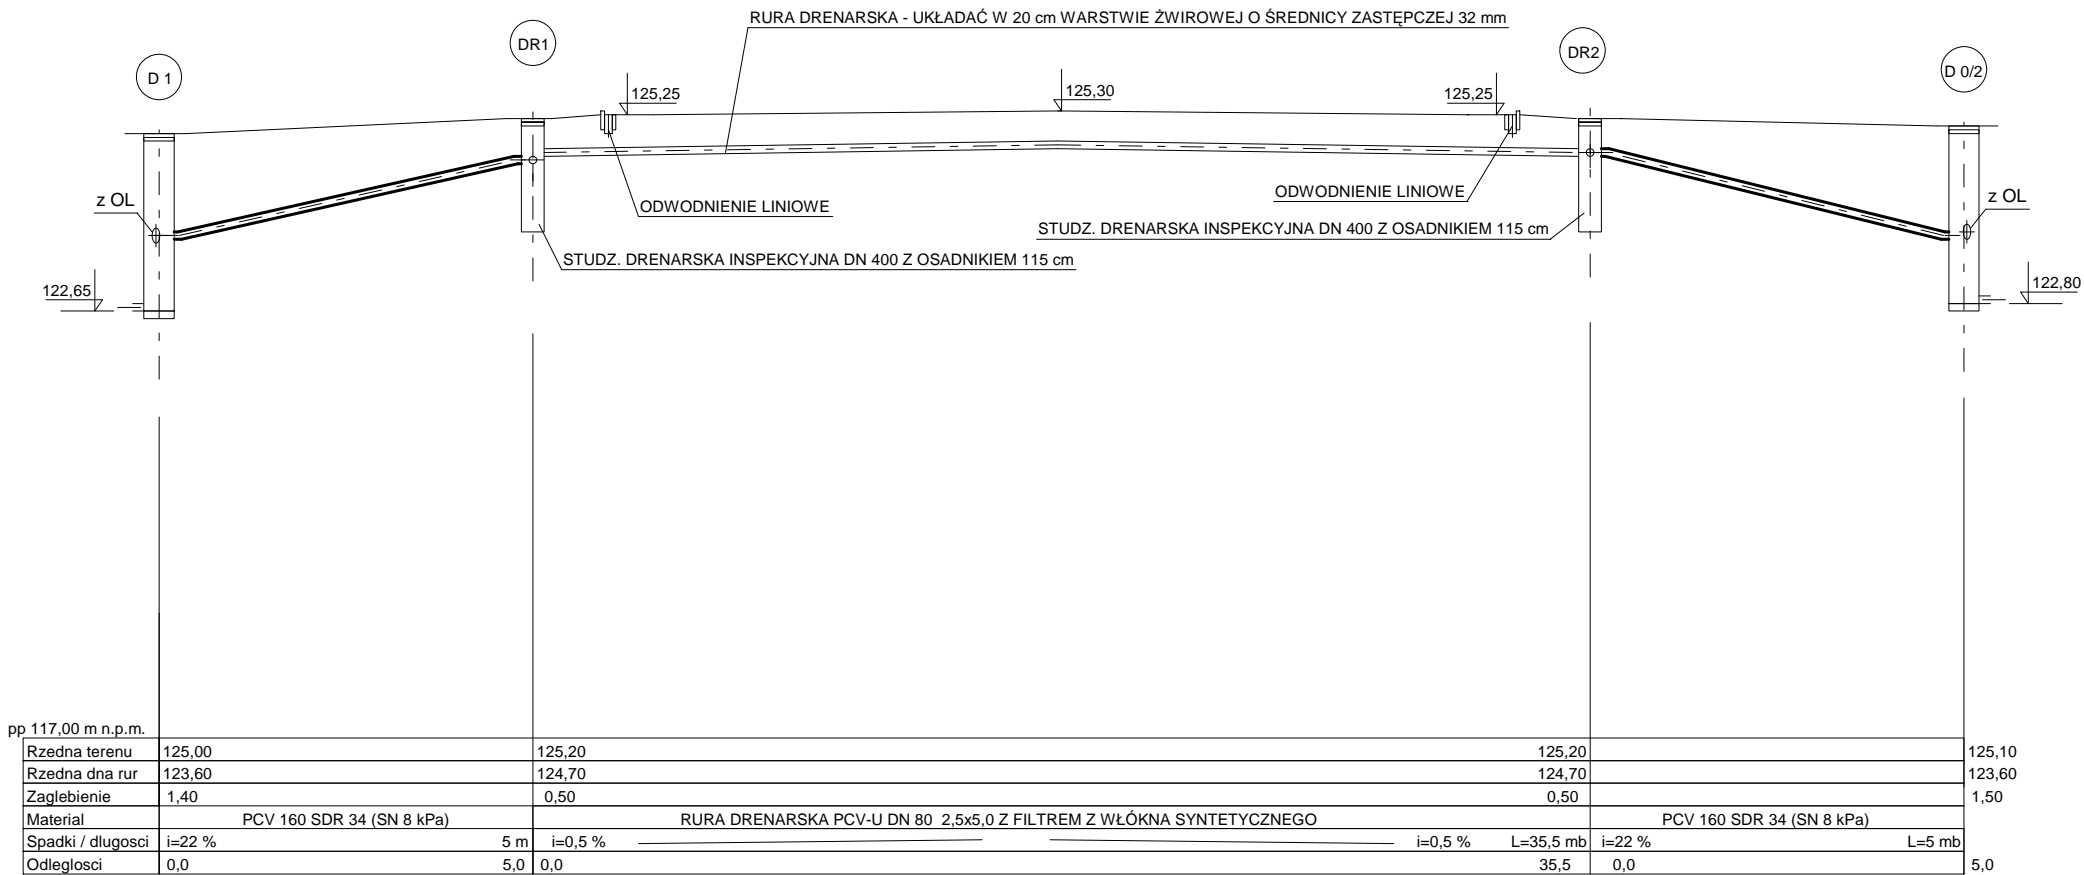 RURA DRENARSKA - UKŁADAĆ W 20 cm WARSTWIE ŻWIROWEJ O ŚREDNICY ZASTĘPCZEJ 32 mm
D 1
DR1
DR2
D 0/2
125,25
125,30
125,25
z OL
ODWODNIENIE LINIOWE
ODWODNIENIE LINIOWE
z OL
STUDZ. DRENARSKA INSPEKCYJNA DN 400 Z OSADNIKIEM 115 cm
STUDZ. DRENARSKA INSPEKCYJNA DN 400 Z OSADNIKIEM 115 cm
122,65
122,80
pp 117,00 m n.p.m.
Rzedna terenu 125,00 125,20 125,20 125,10
Rzedna dna rur 123,60 124,70 124,70 123,60
Zaglebienie 1,40 0,50 0,50 1,50
Material PCV 160 SDR 34 (SN 8 kPa) RURA DRENARSKA PCV-U DN 80 2,5x5,0 Z FILTREM Z WŁÓKNA SYNTETYCZNEGO PCV 160 SDR 34 (SN 8 kPa)
Spadki / dlugosci i=22 % 5 m i=0,5 % i=0,5 % L=35,5 mb i=22 % L=5 mb
Odleglosci 0,0 5,0 0,0 35,5 0,0 5,0